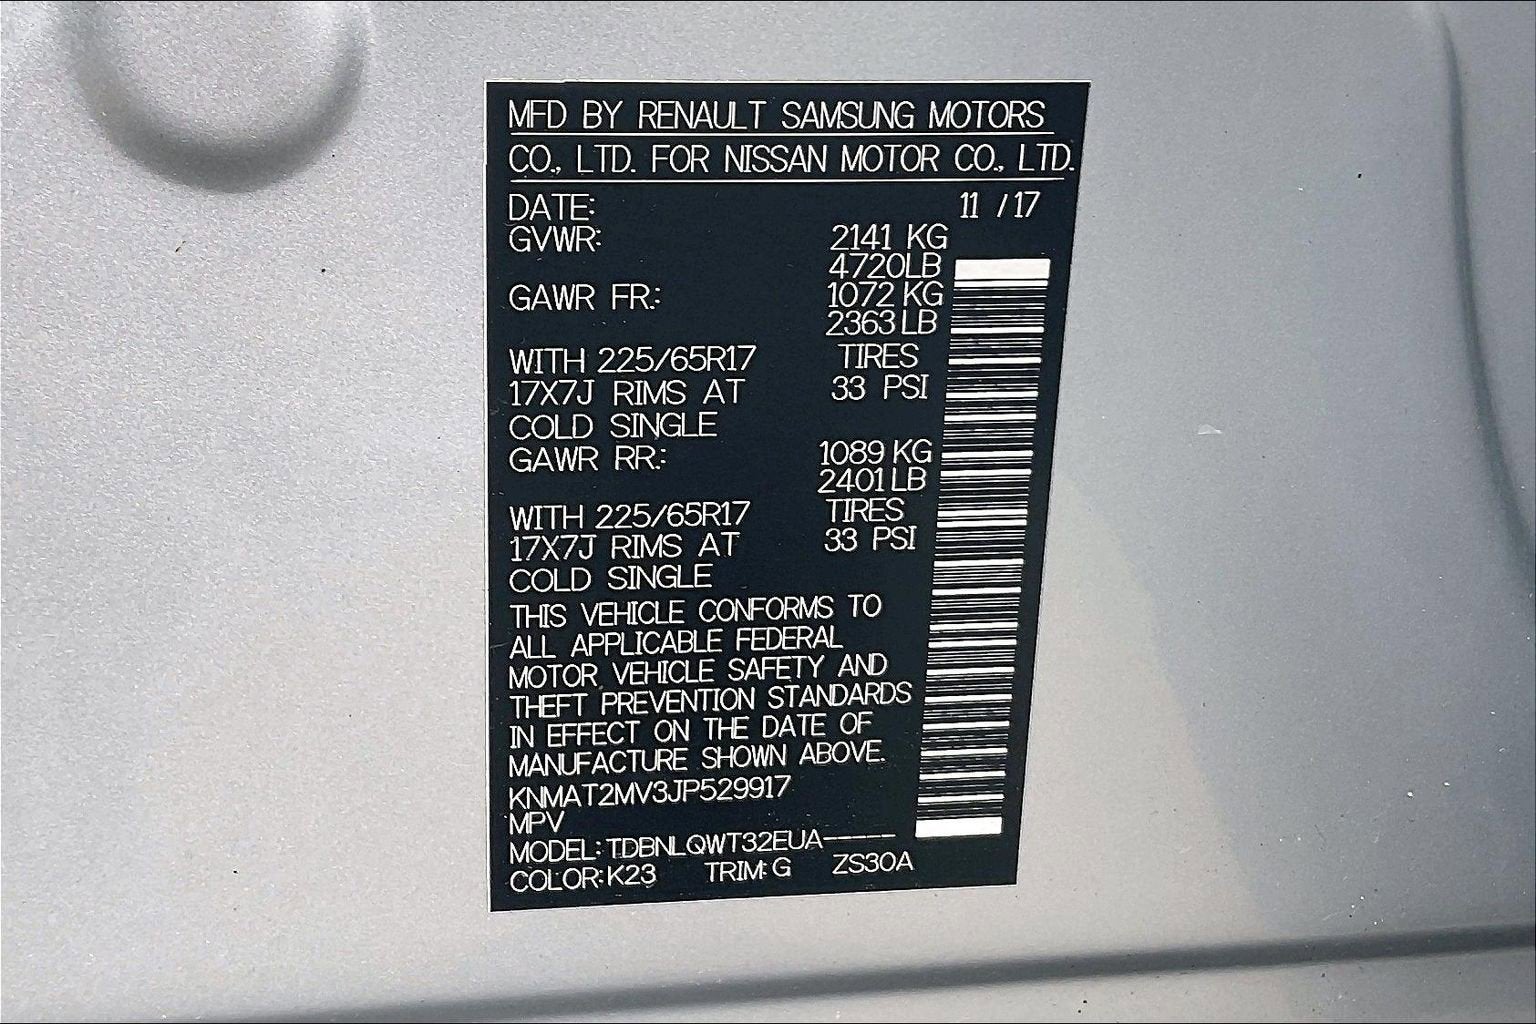 MFD BY RENAULT SAMSUNG MOTORS
CO., LTD. FOR NISSAN MOTOR CO., LTD.
DATE: 11 / 17
GVWR: 2141 KG
4720LB
GAWR FR.: 1072 KG
2363 LB
WITH 225/65R17 TIRES
17X7J RIMS AT 33 PSI
COLD SINGLE
GAWR RR.: 1089 KG
2401 LB
WITH 225/65R17 TIRES
17X7J RIMS AT 33 PSI
COLD SINGLE
THIS VEHICLE CONFORMS TO
ALL APPLICABLE FEDERAL
MOTOR VEHICLE SAFETY AND
THEFT PREVENTION STANDARDS
IN EFFECT ON THE DATE OF
MANUFACTURE SHOWN ABOVE.
KNMAT2MV3JP529917
MPV
MODEL: TDBNLQWT32EUA-----
COLOR: K23 TRIM: G ZS30A